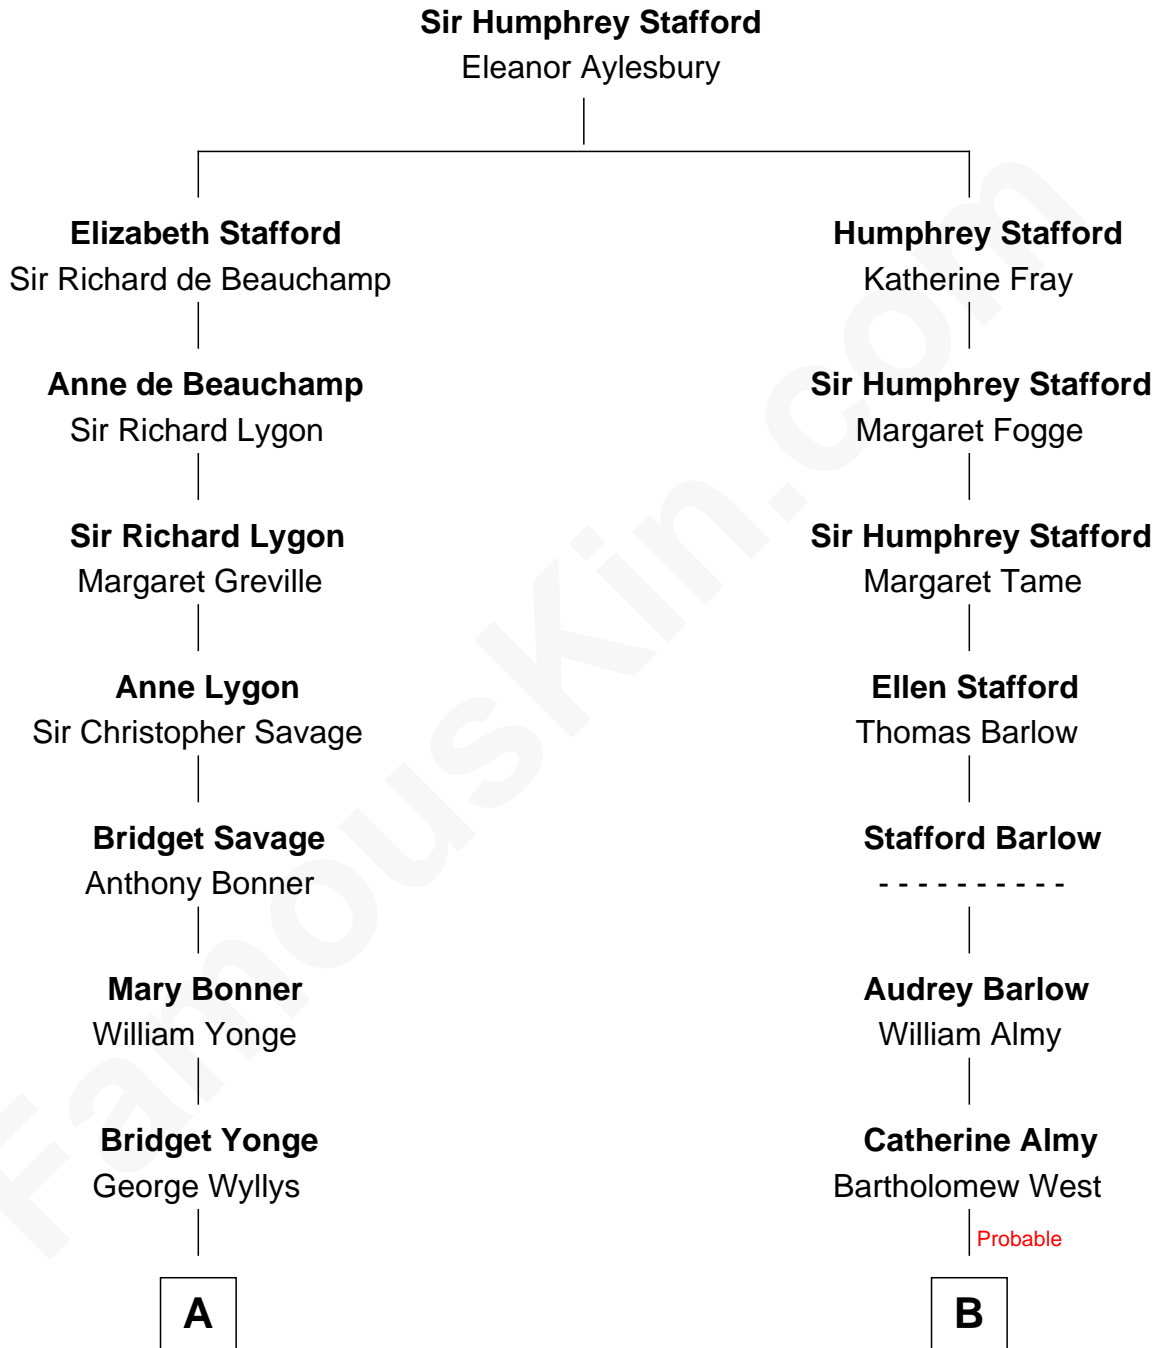 Sir Humphrey Stafford
Eleanor Aylesbury
Elizabeth Stafford
Sir Richard de Beauchamp
Humphrey Stafford
Katherine Fray
Anne de Beauchamp
Sir Richard Lygon
Sir Humphrey Stafford
Margaret Fogge
Sir Richard Lygon
Margaret Greville
Sir Humphrey Stafford
Margaret Tame
Anne Lygon
Sir Christopher Savage
Ellen Stafford
Thomas Barlow
Bridget Savage
Anthony Bonner
Stafford Barlow
- - - - - - - - - -
Mary Bonner
William Yonge
Audrey Barlow
William Almy
Bridget Yonge
George Wyllys
Catherine Almy
Bartholomew West
Probable
A
B
FamousKin.com